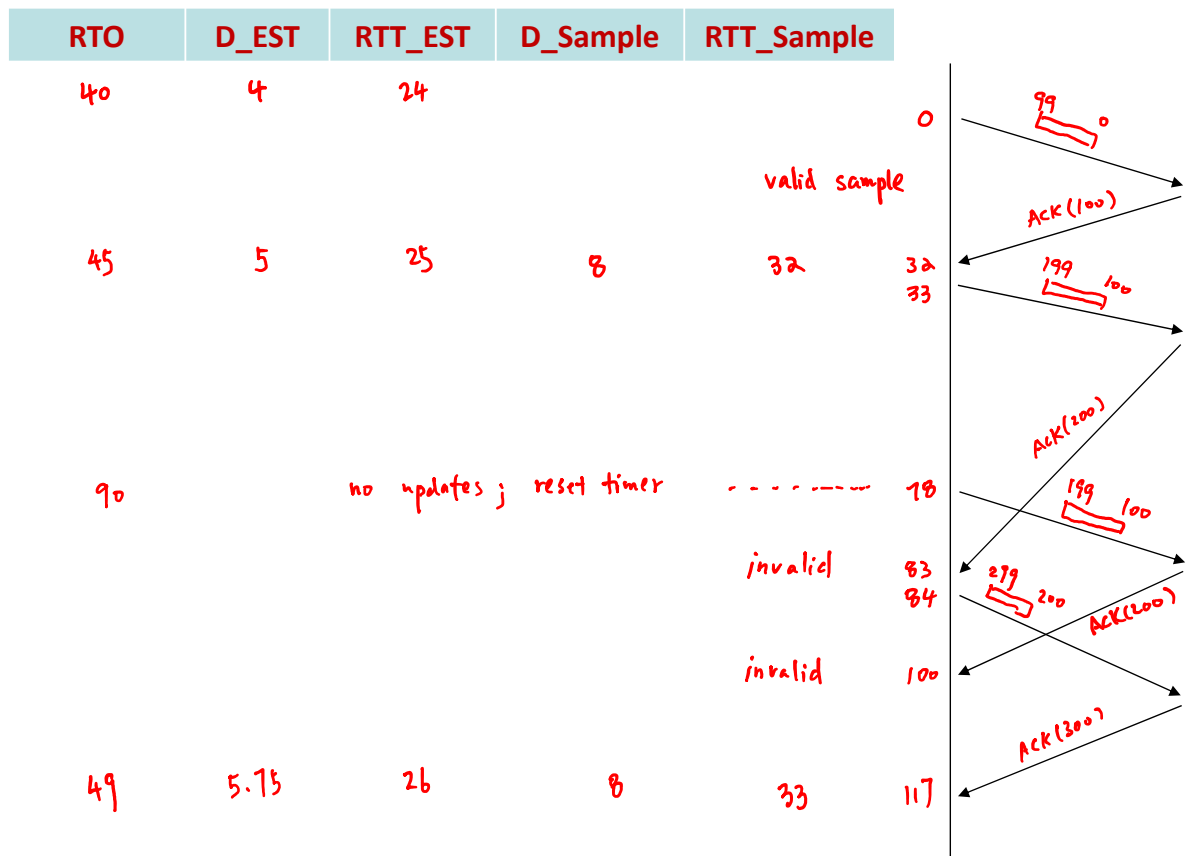 RTO D_EST RTT_EST D_Sample RTT_Sample
40 4 24
99 0
0
valid sample
ACK(100)
45 5 25 8 32 32
199 100
33
ACK(200)
90 no updates; reset timer 78
199 100
invalid 83
299 200
84
ACK(200)
invalid 100
ACK(300)
49 5.75 26 8 33 117